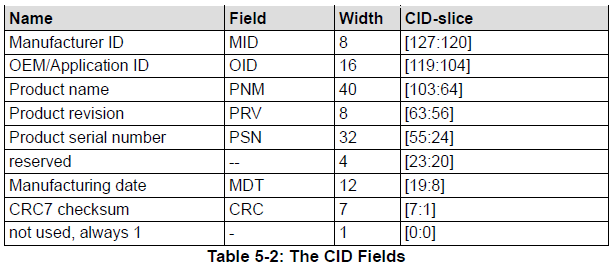 Name Field Width CID-slice
Manufacturer ID MID 8 [127:120]
OEM/Application ID OID 16 [119:104]
Product name PNM 40 [103:64]
Product revision PRV 8 [63:56]
Product serial number PSN 32 [55:24]
reserved -- 4 [23:20]
Manufacturing date MDT 12 [19:8]
CRC7 checksum CRC 7 [7:1]
not used, always 1 - 1 [0:0]
Table 5-2: The CID Fields